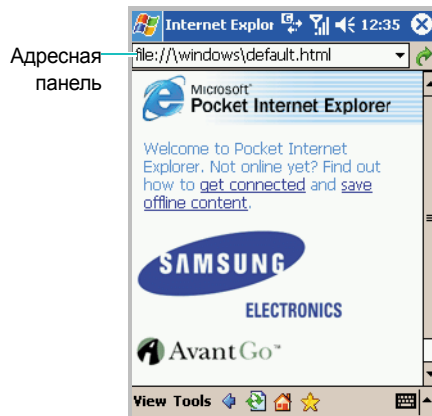 Internet Explor 12:35
Адресная
панель
file://\windows\default.html
Microsoft®
Pocket Internet Explorer
Welcome to Pocket Internet
Explorer. Not online yet? Find out
how to get connected and save
offline content.
SAMSUNG
ELECTRONICS
AvantGo™
View Tools